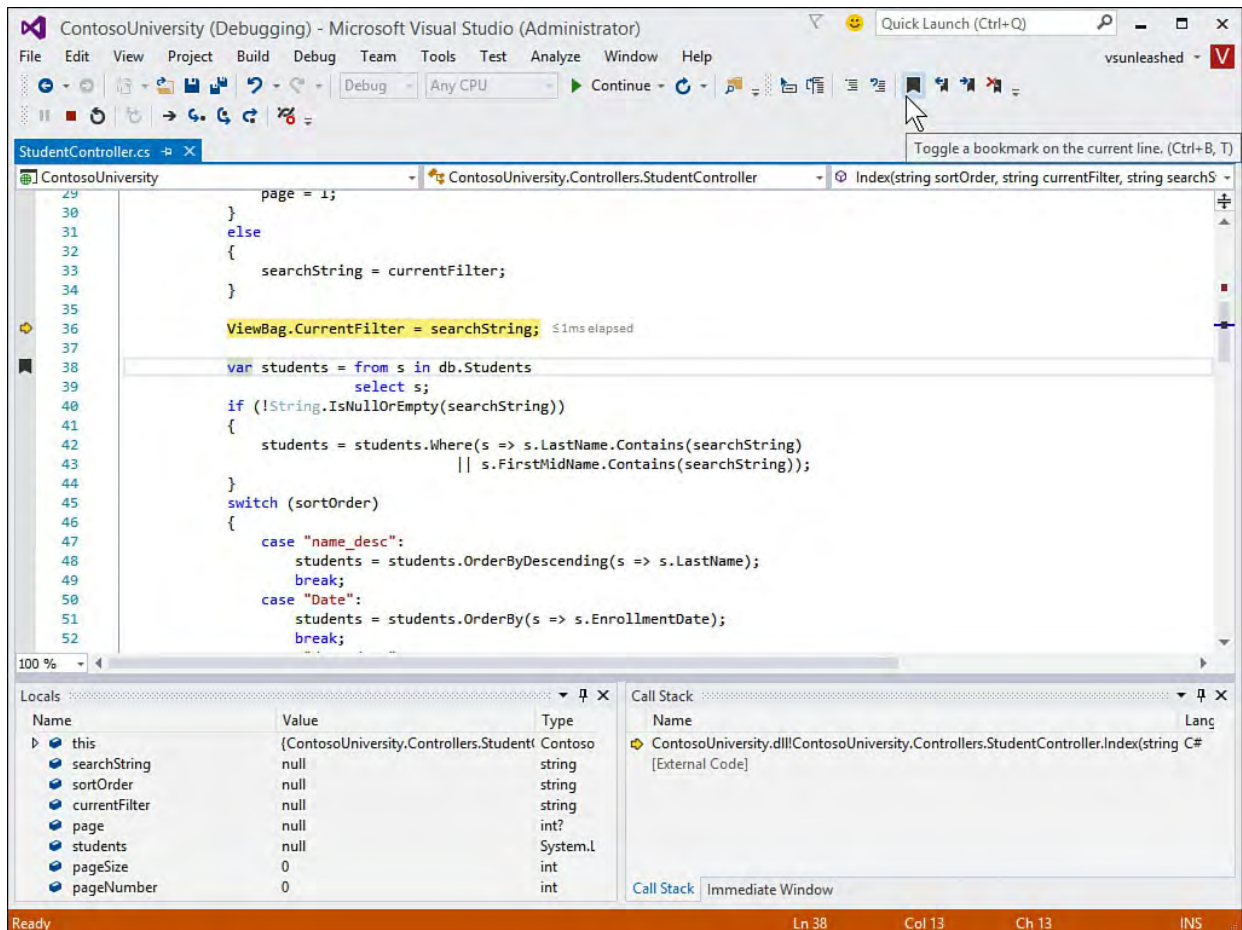 ContosoUniversity (Debugging) - Microsoft Visual Studio (Administrator)
Quick Launch (Ctrl+Q)
File Edit View Project Build Debug Team Tools Test Analyze Window Help
vsunleashed V
Debug Any CPU Continue
Toggle a bookmark on the current line. (Ctrl+B, T)
StudentController.cs
ContosoUniversity ContosoUniversity.Controllers.StudentController Index(string sortOrder, string currentFilter, string searchS
29 page = 1;
30 }
31 else
32 {
33 searchString = currentFilter;
34 }
35
36 ViewBag.CurrentFilter = searchString; ≤1ms elapsed
37
38 var students = from s in db.Students
39 select s;
40 if (!String.IsNullOrEmpty(searchString))
41 {
42 students = students.Where(s => s.LastName.Contains(searchString)
43 || s.FirstMidName.Contains(searchString));
44 }
45 switch (sortOrder)
46 {
47 case "name_desc":
48 students = students.OrderByDescending(s => s.LastName);
49 break;
50 case "Date":
51 students = students.OrderBy(s => s.EnrollmentDate);
52 break;
100 %
Locals
Name Value Type
this {ContosoUniversity.Controllers.Student( Contoso
searchString null string
sortOrder null string
currentFilter null string
page null int?
students null System.L
pageSize 0 int
pageNumber 0 int
Call Stack
Name Lang
ContosoUniversity.dll!ContosoUniversity.Controllers.StudentController.Index(string C#
[External Code]
Call Stack Immediate Window
Ready Ln 38 Col 13 Ch 13 INS